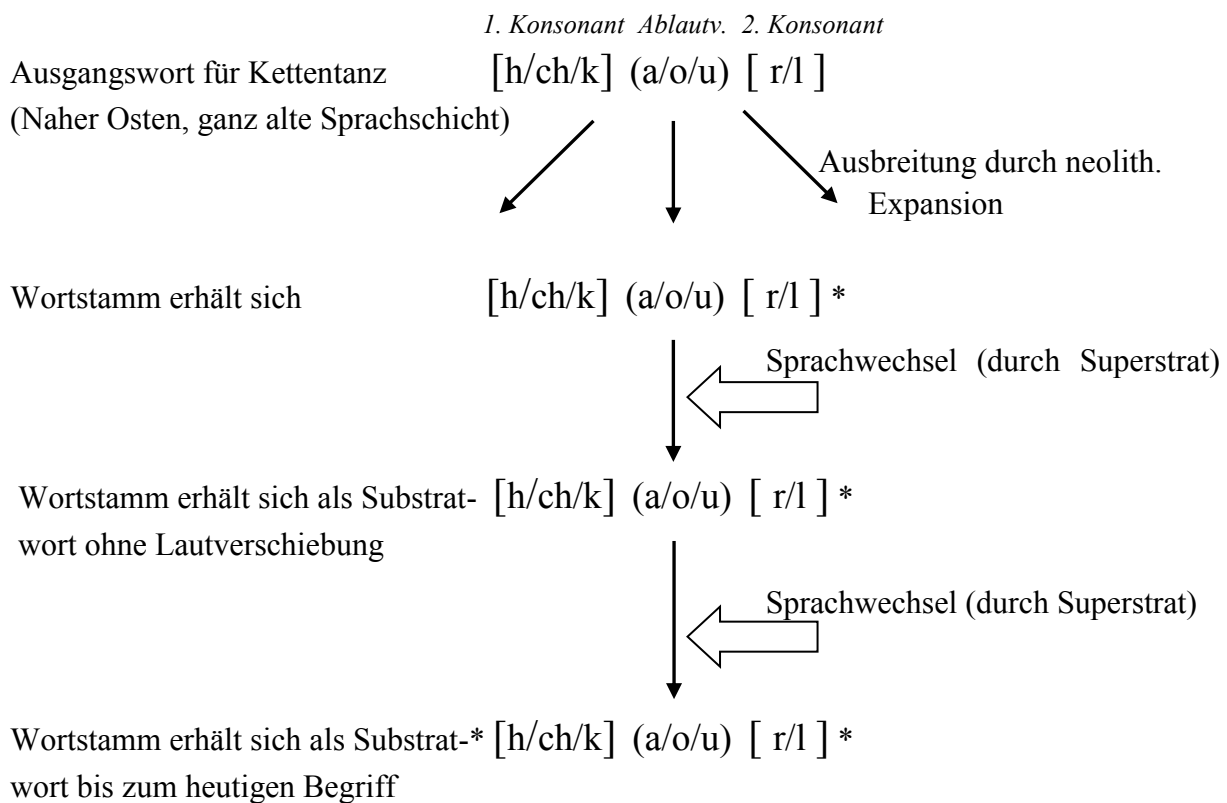 1. Konsonant Ablautv. 2. Konsonant
Ausgangswort für Kettentanz [h/ch/k] (a/o/u) [ r/l ]
(Naher Osten, ganz alte Sprachschicht)
Ausbreitung durch neolith.
Expansion
Wortstamm erhält sich [h/ch/k] (a/o/u) [ r/l ] *
Sprachwechsel (durch Superstrat)
Wortstamm erhält sich als Substrat- [h/ch/k] (a/o/u) [ r/l ] *
wort ohne Lautverschiebung
Sprachwechsel (durch Superstrat)
Wortstamm erhält sich als Substrat-* [h/ch/k] (a/o/u) [ r/l ] *
wort bis zum heutigen Begriff